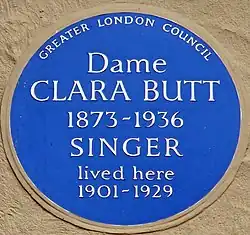 GREATER LONDON COUNCIL
Dame
CLARA BUTT
1873-1936
SINGER
lived here
1901-1929